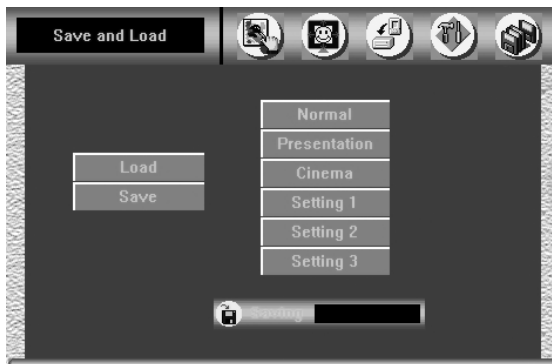 Save and Load
Load
Save
Normal
Presentation
Cinema
Setting 1
Setting 2
Setting 3